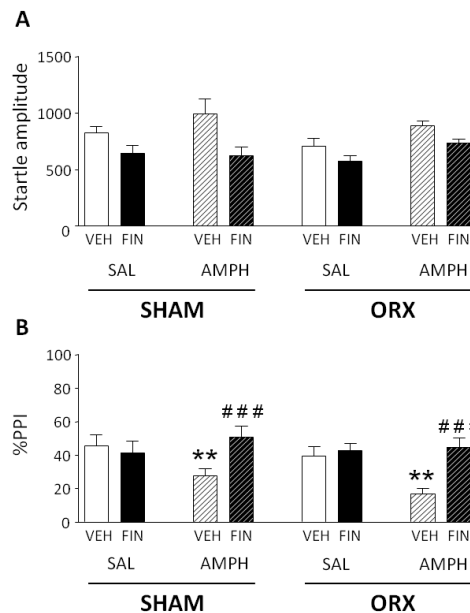 A
1500
1000
500
0
Startle amplitude
VEH FIN VEH FIN VEH FIN VEH FIN
SAL AMPH SAL AMPH
SHAM ORX
B
100
80
60
40
20
0
%PPI
** ### ** ###
VEH FIN VEH FIN VEH FIN VEH FIN
SAL AMPH SAL AMPH
SHAM ORX